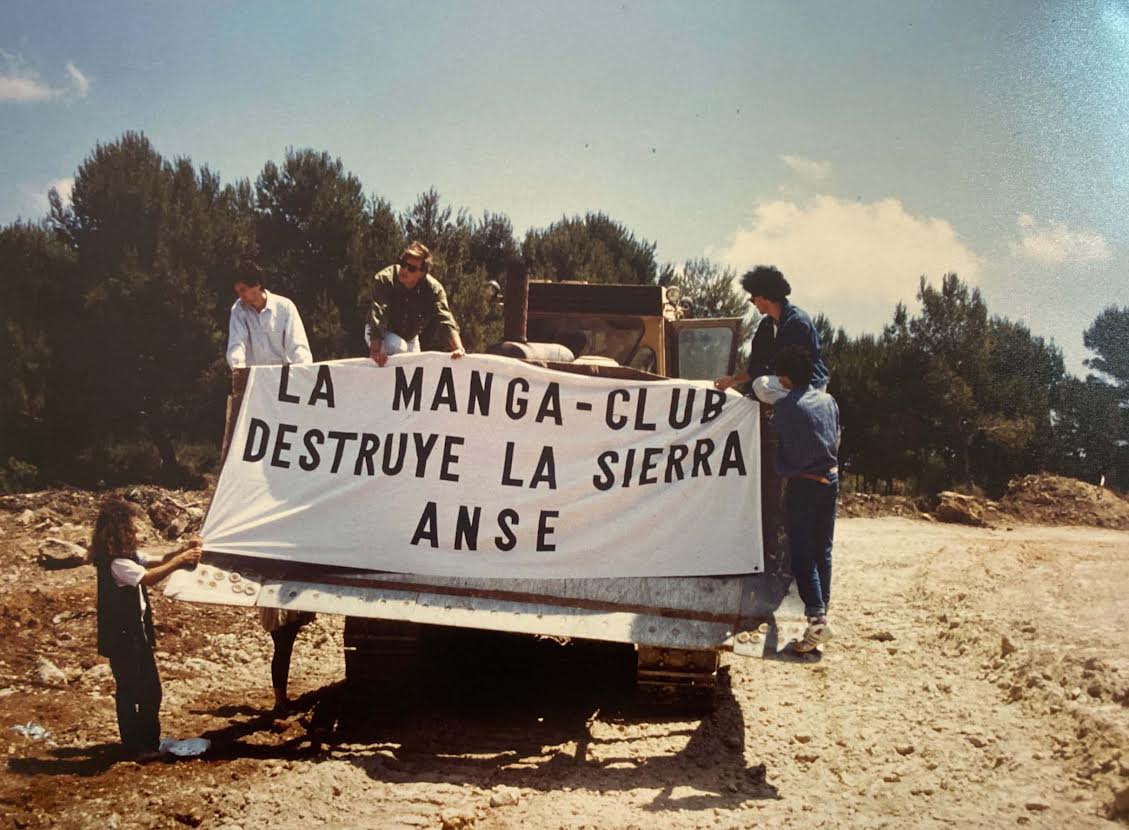 LA MANGA-CLUB
DESTRUYE LA SIERRA
ANSE